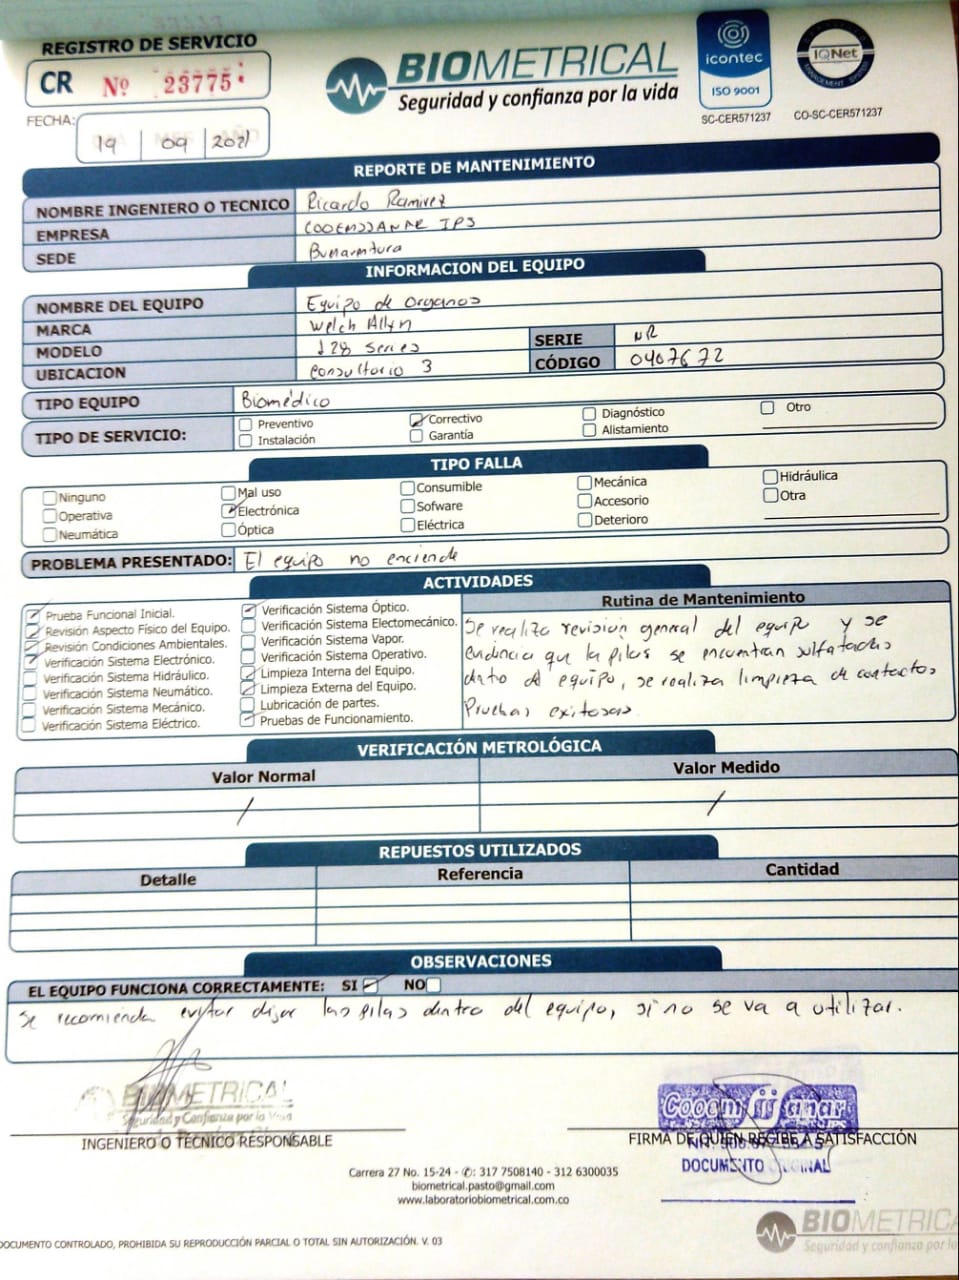 REGISTRO DE SERVICIO
CR Nº 23775
FECHA: 19 09 2021
BIOMETRICAL
Seguridad y confianza por la vida
icontec
ISO 9001
SC-CER571237
IQNet
MANAGEMENT SYSTEM
CO-SC-CER571237
REPORTE DE MANTENIMIENTO
NOMBRE INGENIERO O TECNICO Ricardo Ramirez
EMPRESA COOEMSSANAR IPS
SEDE Buenaventura
INFORMACION DEL EQUIPO
NOMBRE DEL EQUIPO Equipo de organos
MARCA Welch Allyn
MODELO 128 series
SERIE NR
UBICACION Consultorio 3
CÓDIGO 0407672
TIPO EQUIPO Biomédico
TIPO DE SERVICIO:
Preventivo Correctivo Diagnóstico Otro
Instalación Garantía Alistamiento
TIPO FALLA
Ninguno Mal uso Consumible Mecánica Hidráulica
Operativa Electrónica Sofware Accesorio Otra
Neumática Óptica Eléctrica Deterioro
PROBLEMA PRESENTADO: El equipo no enciende
ACTIVIDADES
Prueba Funcional Inicial.
Revisión Aspecto Físico del Equipo.
Revisión Condiciones Ambientales.
Verificación Sistema Electrónico.
Verificación Sistema Hidráulico.
Verificación Sistema Neumático.
Verificación Sistema Mecánico.
Verificación Sistema Eléctrico.
Verificación Sistema Óptico.
Verificación Sistema Electomecánico.
Verificación Sistema Vapor.
Verificación Sistema Operativo.
Limpieza Interna del Equipo.
Limpieza Externa del Equipo.
Lubricación de partes.
Pruebas de Funcionamiento.
Rutina de Mantenimiento
Se realiza revision general del equipo y se
evidencia que la pilas se encuentran sulfatadas
dntro del equipo, se realiza limpieza de contactos
Pruebas exitosas.
VERIFICACIÓN METROLÓGICA
Valor Normal Valor Medido
/ /
REPUESTOS UTILIZADOS
Detalle Referencia Cantidad
OBSERVACIONES
EL EQUIPO FUNCIONA CORRECTAMENTE: SI NO
Se recomienda evitar dejar las pilas dentro del equipo, si no se va a utilizar.
BIOMETRICAL
Seguridad y Confianza por la Vida
INGENIERO O TECNICO RESPONSABLE
FIRMA DE QUIEN RECIBE A SATISFACCIÓN
DOCUMENTO ORIGINAL
Carrera 27 No. 15-24 - ✆: 317 7508140 - 312 6300035
biometrical.pasto@gmail.com
www.laboratoriobiometrical.com.co
BIOMETRICA
Seguridad y confianza por la
DOCUMENTO CONTROLADO, PROHIBIDA SU REPRODUCCIÓN PARCIAL O TOTAL SIN AUTORIZACIÓN. V. 03